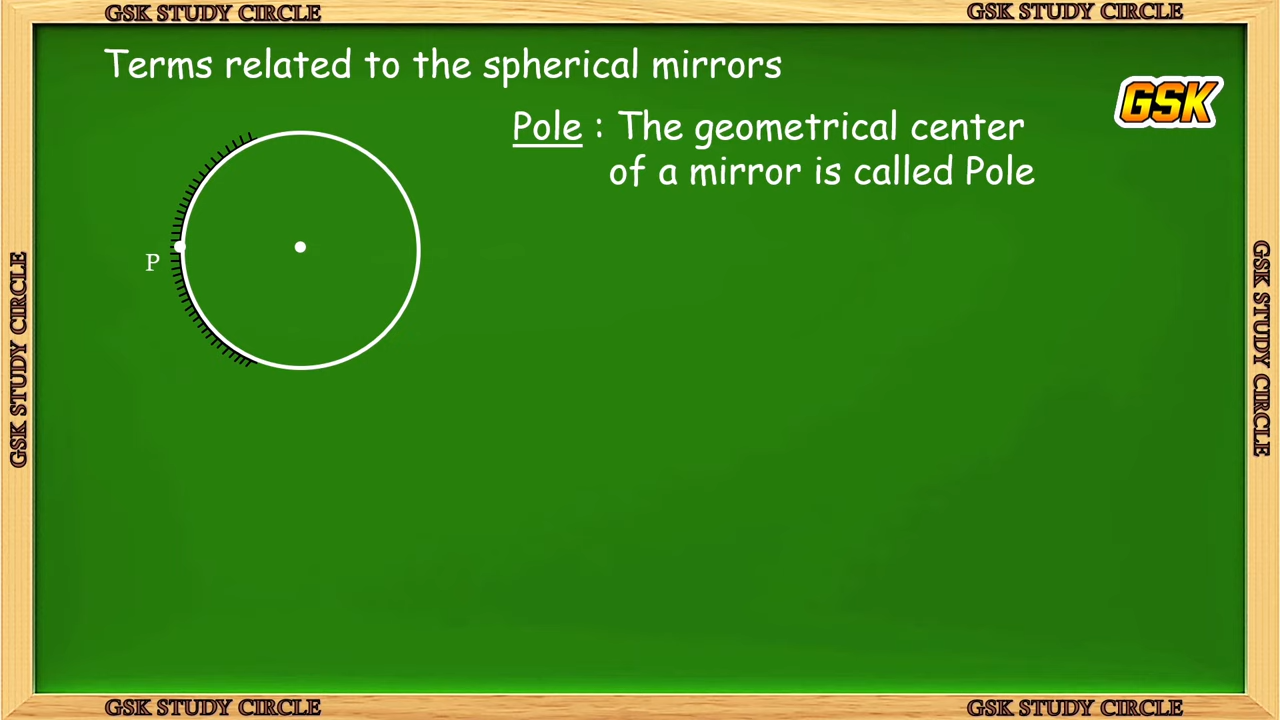 GSK STUDY CIRCLE
GSK STUDY CIRCLE
Terms related to the spherical mirrors
GSK
Pole : The geometrical center
of a mirror is called Pole
P
GSK STUDY CIRCLE
GSK STUDY CIRCLE
GSK STUDY CIRCLE
GSK STUDY CIRCLE